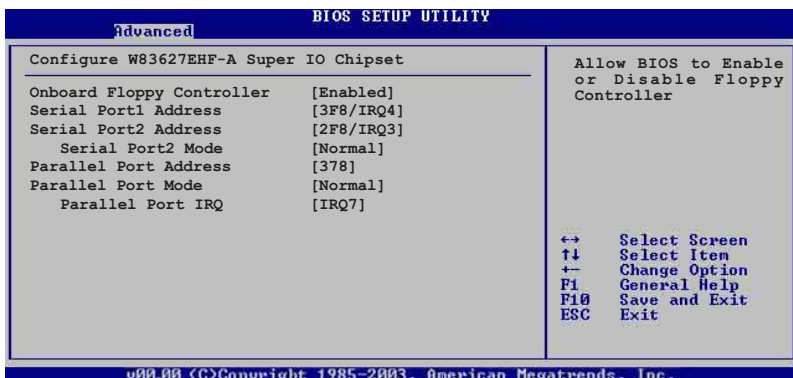 BIOS SETUP UTILITY
Advanced
Configure W83627EHF-A Super IO Chipset
Onboard Floppy Controller [Enabled]
Serial Port1 Address [3F8/IRQ4]
Serial Port2 Address [2F8/IRQ3]
Serial Port2 Mode [Normal]
Parallel Port Address [378]
Parallel Port Mode [Normal]
Parallel Port IRQ [IRQ7]
Allow BIOS to Enable
or Disable Floppy
Controller
←→ Select Screen
↑↓ Select Item
+- Change Option
F1 General Help
F10 Save and Exit
ESC Exit
v00.00 (C)Copyright 1985-2003, American Megatrends, Inc.